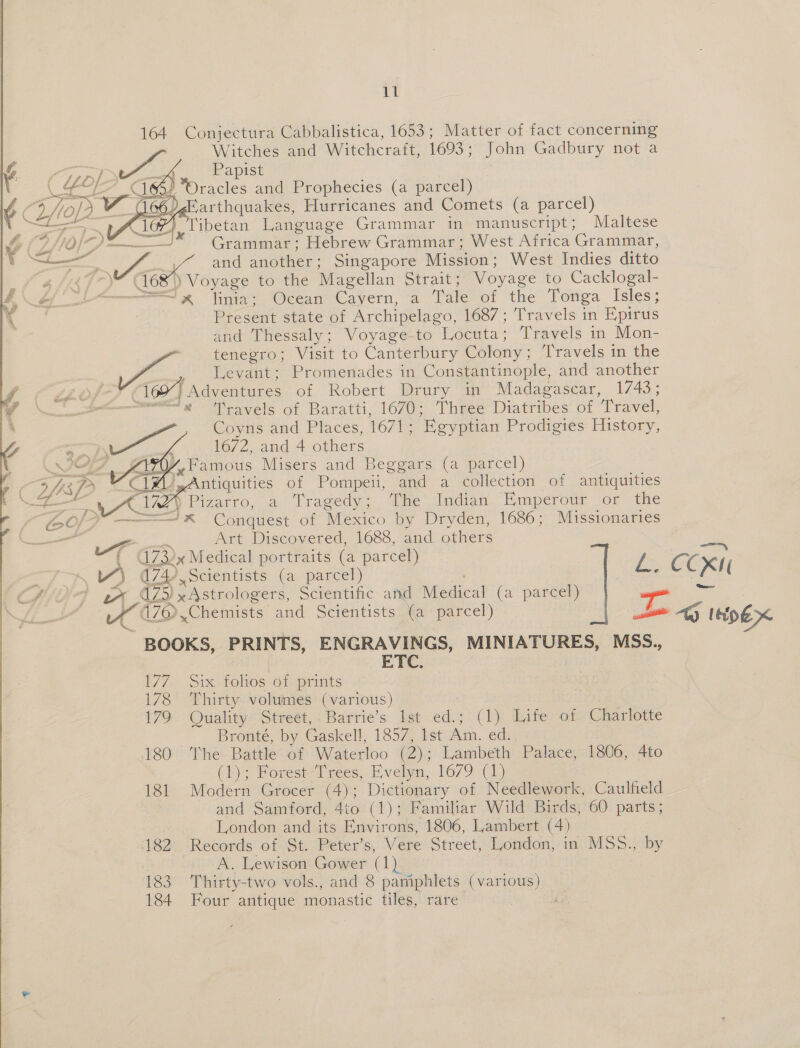 11
164 Conjectura Cabbalistica, 1653; Matter of fact concerning
Witches and Witchcraft, 1693; John Gadbury not a
Papist
165 Oracles and Prophecies (a parcel)
166 Earthquakes, Hurricanes and Comets (a parcel)
167 Tibetan Language Grammar in manuscript; Maltese
Grammar; Hebrew Grammar; West Africa Grammar,
and another; Singapore Mission; West Indies ditto
168 Voyage to the Magellan Strait; Voyage to Cacklogal-
linia; Ocean Cavern, a Tale of the Tonga Isles;
Present state of Archipelago, 1687; Travels in Epirus
and Thessaly; Voyage to Locuta; Travels in Mon-
tenegro; Visit to Canterbury Colony; Travels in the
Levant; Promenades in Constantinople, and another
169 Adventures of Robert Drury in Madagascar, 1743;
Travels of Baratti, 1670; Three Diatribes of Travel,
Coyns and Places, 1671; Egyptian Prodigies History,
1672, and 4 others
170 Famous Misers and Beggars (a parcel)
171 Antiquities of Pompeii, and a collection of antiquities
172 Pizarro, a Tragedy; The Indian Emperour or the
Conquest of Mexico by Dryden, 1686; Missionaries
Art Discovered, 1688, and others
173 Medical portraits (a parcel)
174 Scientists (a parcel)
175 Astrologers, Scientific and Medical (a parcel)
176 Chemists and Scientists (a parcel)
L. CCXII
BOOKS, PRINTS, ENGRAVINGS, MINIATURES, MSS.,
ETC.
177 Six folios of prints
178 Thirty volumes (various)
179 Quality Street, Barrie's 1st ed.; (1) Life of Charlotte
Bronté, by Gaskell, 1857, 1st Am. ed.
180 The Battle of Waterloo (2); Lambeth Palace, 1806, 4to
(1); Forest Trees, Evelyn, 1679 (1)
181 Modern Grocer (4); Dictionary of Needlework, Caulfield
and Samford, 4to (1); Familiar Wild Birds, 60 parts;
London and its Environs, 1806, Lambert (4)
182 Records of St. Peter's, Vere Street, London, in MSS., by
A. Lewison Gower (1)
183 Thirty-two vols., and 8 pamphlets (various)
184 Four antique monastic tiles, rare